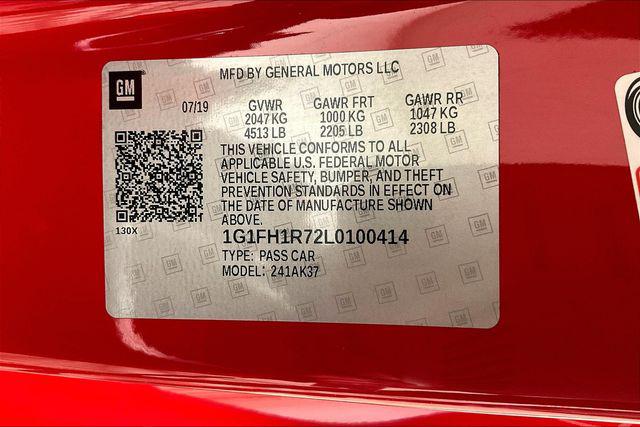 GM
MFD BY GENERAL MOTORS LLC
07/19
GVWR GAWR FRT GAWR RR
2047 KG 1000 KG 1047 KG
4513 LB 2205 LB 2308 LB
THIS VEHICLE CONFORMS TO ALL
APPLICABLE U.S. FEDERAL MOTOR
VEHICLE SAFETY, BUMPER, AND THEFT
PREVENTION STANDARDS IN EFFECT ON
THE DATE OF MANUFACTURE SHOWN
ABOVE.
130X
1G1FH1R72L0100414
TYPE: PASS CAR
MODEL: 241AK37